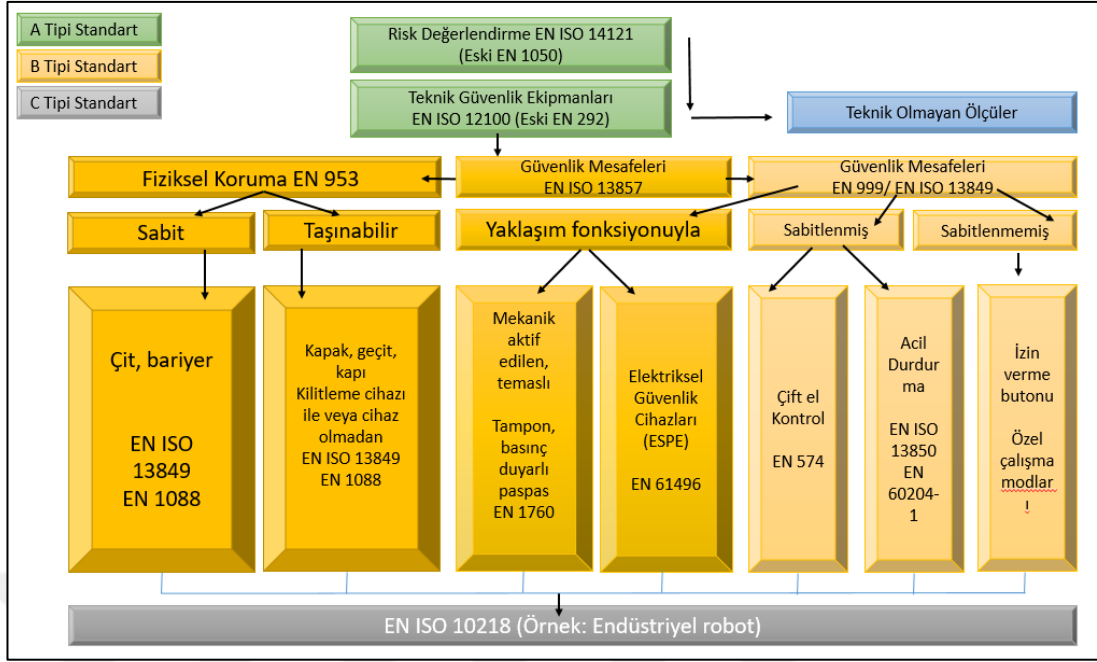 A Tipi Standart
B Tipi Standart
C Tipi Standart
Risk Değerlendirme EN ISO 14121
(Eski EN 1050)
Teknik Güvenlik Ekipmanları
EN ISO 12100 (Eski EN 292)
Teknik Olmayan Ölçüler
Fiziksel Koruma EN 953
Güvenlik Mesafeleri
EN ISO 13857
Güvenlik Mesafeleri
EN 999/ EN ISO 13849
Sabit
Taşınabilir
Yaklaşım fonksiyonuyla
Sabitlenmiş
Sabitlenmemiş
Çit, bariyer
EN ISO
13849
EN 1088
Kapak, geçit,
kapı
Kilitleme cihazı
ile veya cihaz
olmadan
EN ISO 13849
EN 1088
Mekanik
aktif
edilen,
temaslı
Tampon,
basınç
duyarlı
paspas
EN 1760
Elektriksel
Güvenlik
Cihazları
(ESPE)
EN 61496
Çift el
Kontrol
EN 574
Acil
Durdur
ma
EN ISO
13850
EN
60204-
1
İzin
verme
butonu
Özel
çalışma
modlar
ı
EN ISO 10218 (Örnek: Endüstriyel robot)